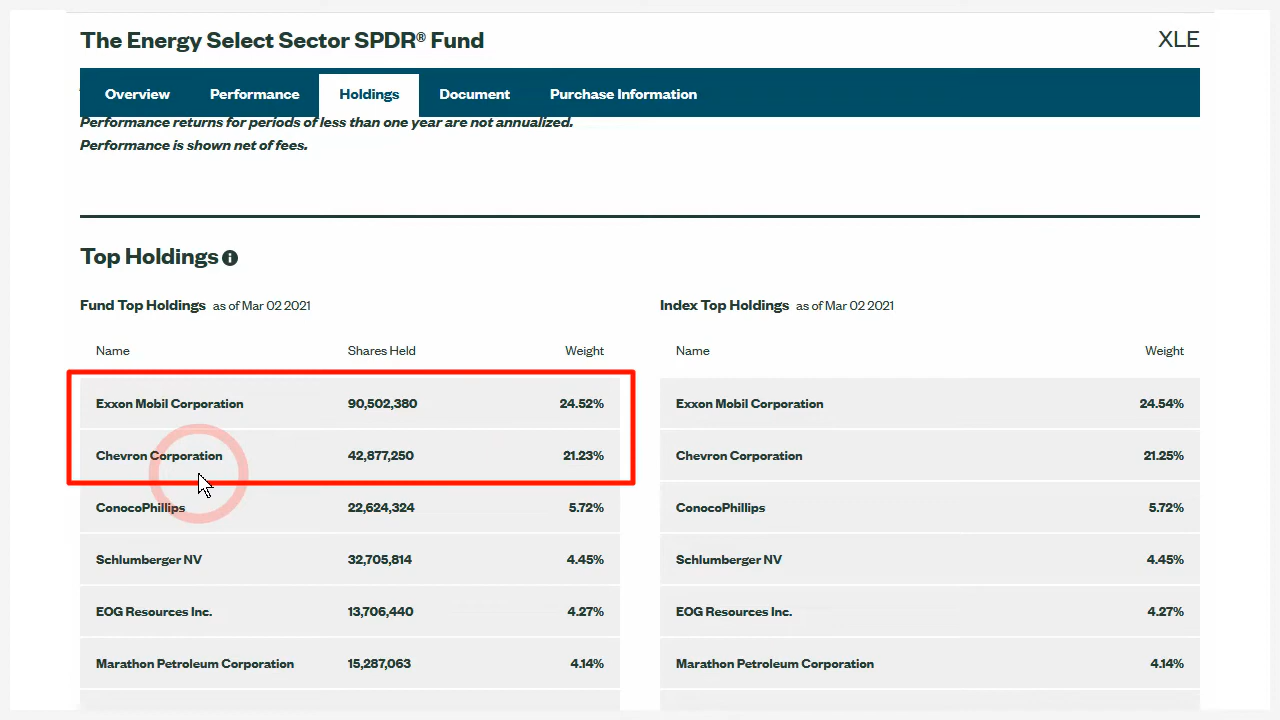 The Energy Select Sector SPDR® Fund XLE
Overview Performance Holdings Document Purchase Information
Performance returns for periods of less than one year are not annualized.
Performance is shown net of fees.
Top Holdings
Fund Top Holdings as of Mar 02 2021
Name Shares Held Weight
Exxon Mobil Corporation 90,502,380 24.52%
Chevron Corporation 42,877,250 21.23%
ConocoPhillips 22,624,324 5.72%
Schlumberger NV 32,705,814 4.45%
EOG Resources Inc. 13,706,440 4.27%
Marathon Petroleum Corporation 15,287,063 4.14%
Index Top Holdings as of Mar 02 2021
Name Weight
Exxon Mobil Corporation 24.54%
Chevron Corporation 21.25%
ConocoPhillips 5.72%
Schlumberger NV 4.45%
EOG Resources Inc. 4.27%
Marathon Petroleum Corporation 4.14%